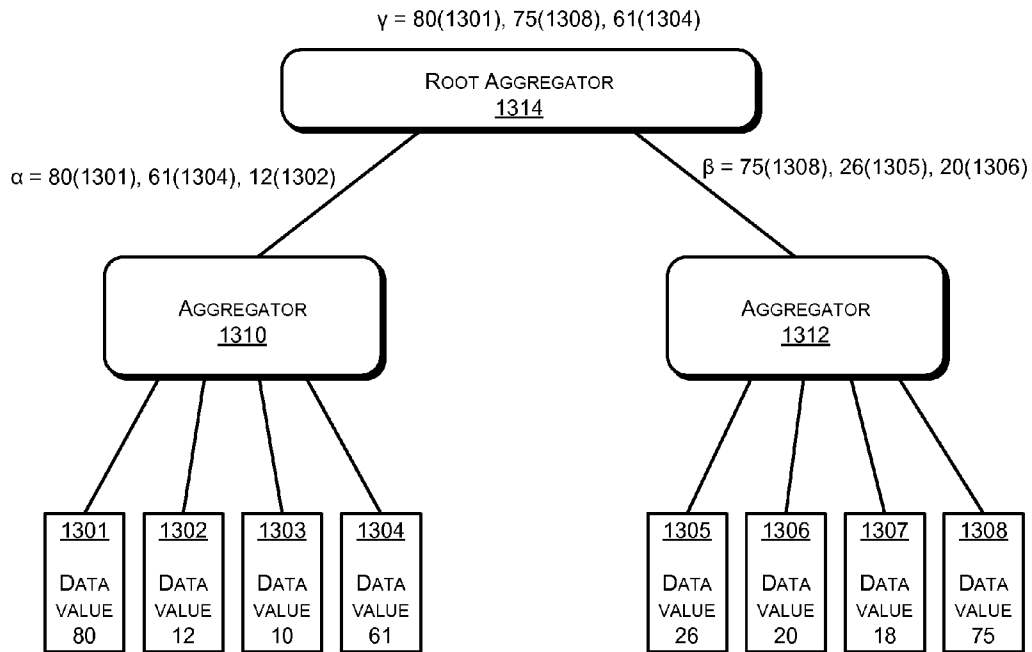 γ = 80(1301), 75(1308), 61(1304)
ROOT AGGREGATOR
1314
α = 80(1301), 61(1304), 12(1302)
β = 75(1308), 26(1305), 20(1306)
AGGREGATOR
1310
AGGREGATOR
1312
1301
DATA
VALUE
80
1302
DATA
VALUE
12
1303
DATA
VALUE
10
1304
DATA
VALUE
61
1305
DATA
VALUE
26
1306
DATA
VALUE
20
1307
DATA
VALUE
18
1308
DATA
VALUE
75